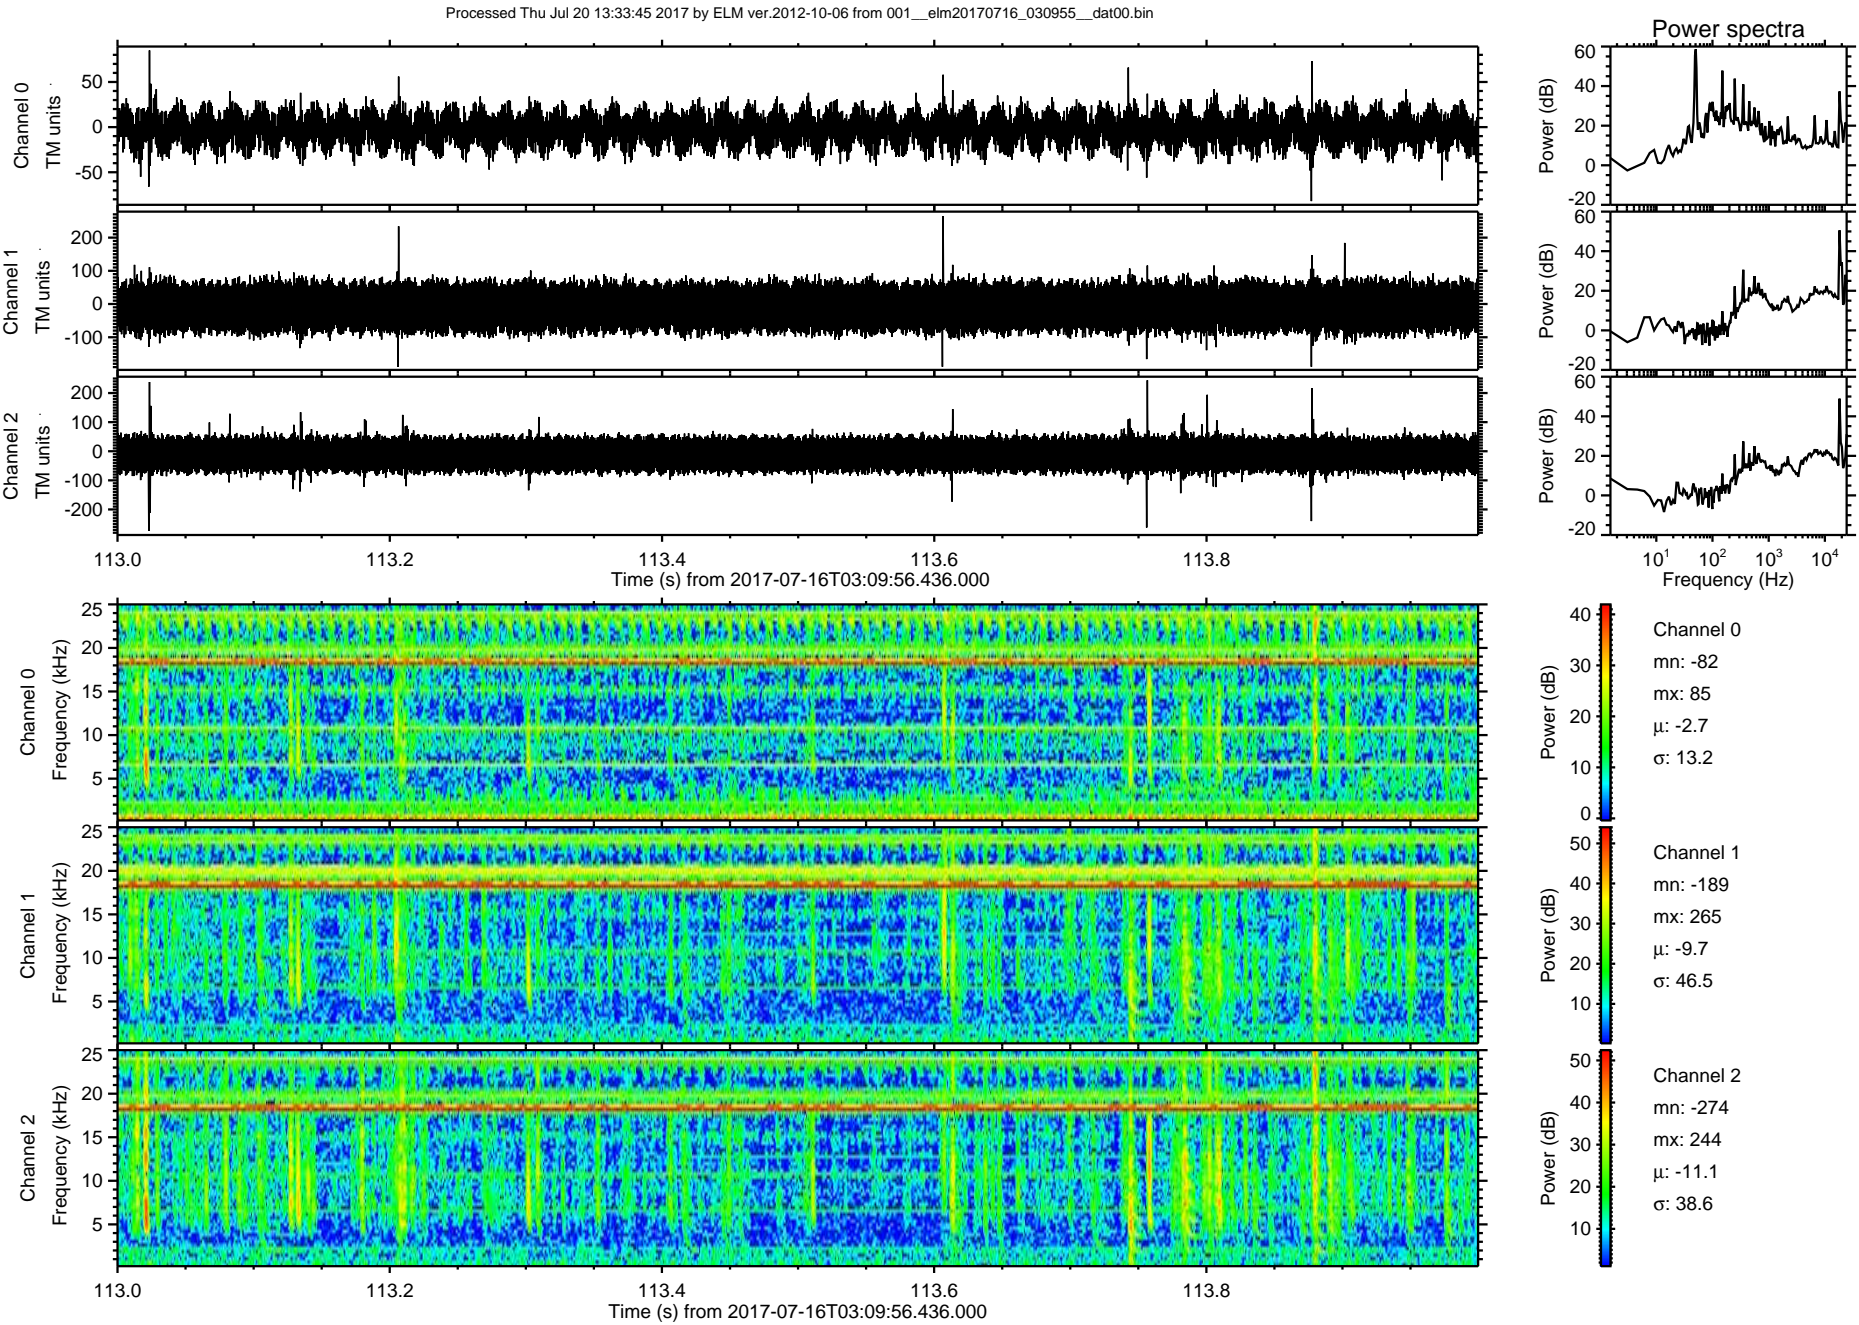 Processed Thu Jul 20 13:33:45 2017 by ELM ver.2012-10-06 from 001__elm20170716_030955__dat00.bin
Power spectra
Channel 0
TM units
50
0
-50
Power (dB)
60
40
20
0
-20
Channel 1
TM units
200
100
0
-100
Power (dB)
60
40
20
0
-20
Channel 2
TM units
200
100
0
-100
-200
Power (dB)
60
40
20
0
-20
113.0 113.2 113.4 113.6 113.8
Time (s) from 2017-07-16T03:09:56.436.000
10¹ 10² 10³ 10⁴
Frequency (Hz)
Channel 0
Frequency (kHz)
25
20
15
10
5
Power (dB)
40
30
20
10
0
Channel 0
mn: -82
mx: 85
μ: -2.7
σ: 13.2
Channel 1
Frequency (kHz)
25
20
15
10
5
Power (dB)
50
40
30
20
10
Channel 1
mn: -189
mx: 265
μ: -9.7
σ: 46.5
Channel 2
Frequency (kHz)
25
20
15
10
5
Power (dB)
50
40
30
20
10
Channel 2
mn: -274
mx: 244
μ: -11.1
σ: 38.6
113.0 113.2 113.4 113.6 113.8
Time (s) from 2017-07-16T03:09:56.436.000